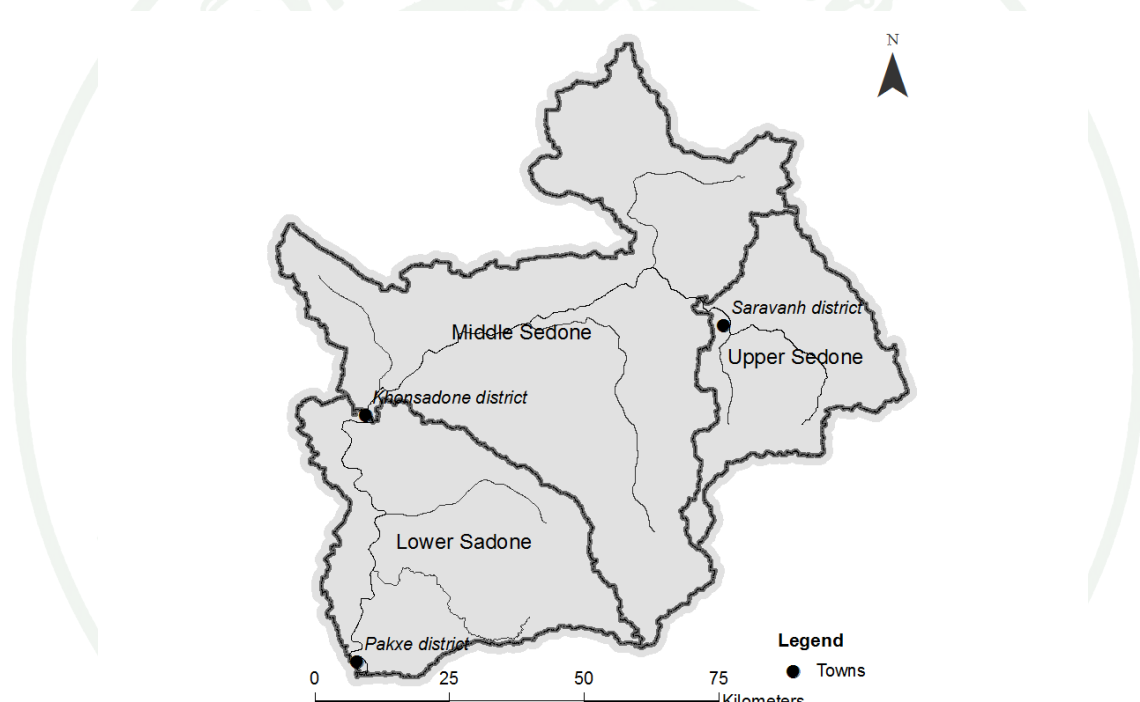 N
Saravanh district
Middle Sedone
Upper Sedone
Khonsadone district
Lower Sadone
Pakxe district
Legend
Towns
0 25 50 75
Kilometers